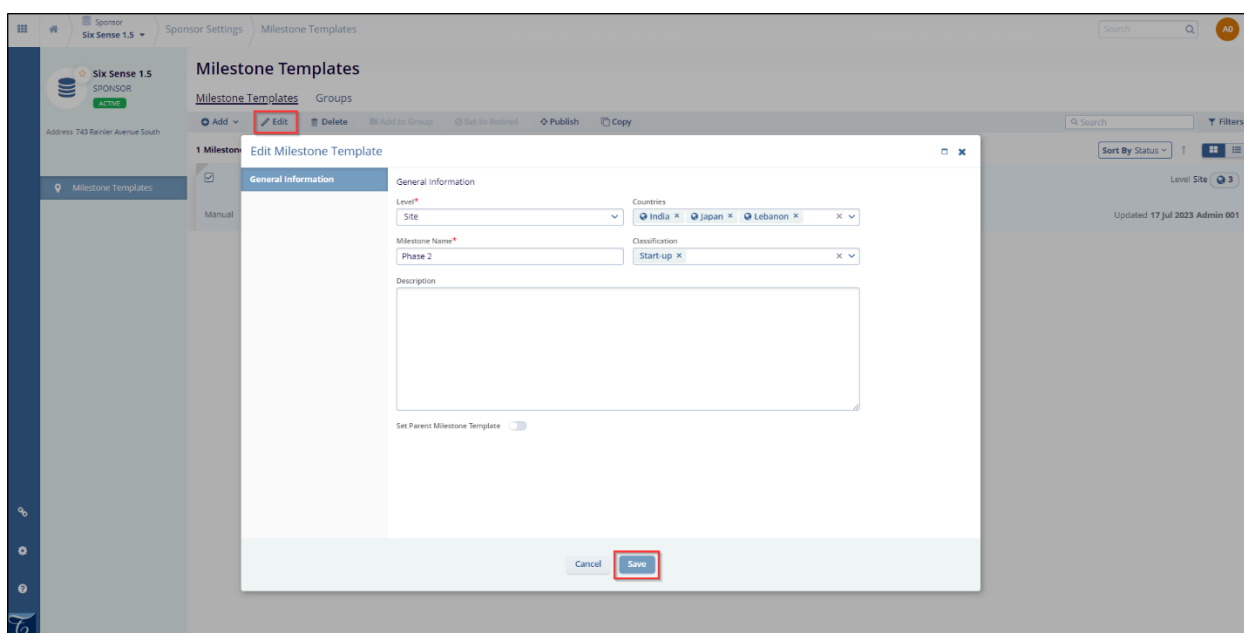 Sponsor
Six Sense 1.5
Sponsor Settings
Milestone Templates
Search
AO
Six Sense 1.5
SPONSOR
ACTIVE
Address 743 Rainier Avenue South
Milestone Templates
Milestone Templates
Milestone Templates Groups
Add Edit Delete Add to Group Set to Retired Publish Copy
Search
Filters
1 Mileston
Sort By Status
Level Site 3
Manual
Updated 17 Jul 2023 Admin 001
Edit Milestone Template
General Information
General Information
Level*
Countries
Site
India × Japan × Lebanon ×
Milestone Name*
Classification
Phase 2
Start-up ×
Description
Set Parent Milestone Template
Cancel Save